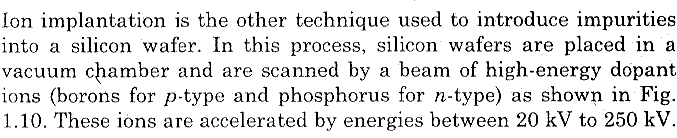 Ion implantation is the other technique used to introduce impurities
into a silicon wafer. In this process, silicon wafers are placed in a
vacuum chamber and are scanned by a beam of high-energy dopant
ions (borons for p-type and phosphorus for n-type) as shown in Fig.
1.10. These ions are accelerated by energies between 20 kV to 250 kV.